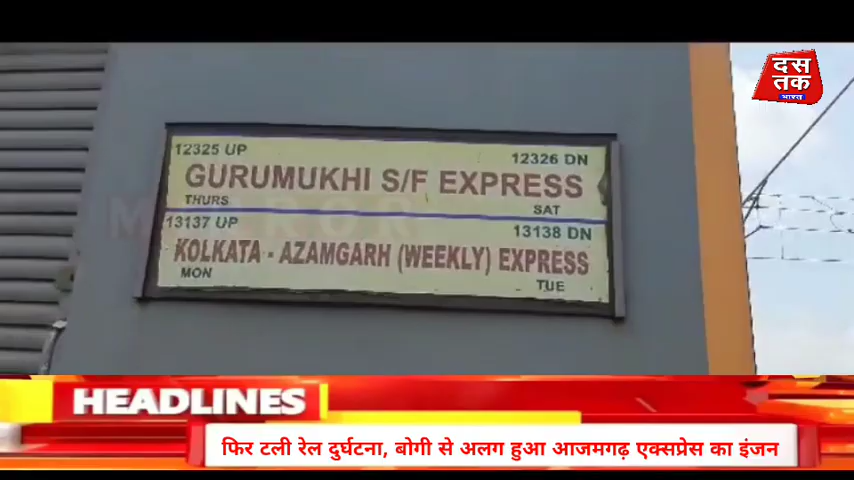 दस
तक
12325 UP
12326 DN
GURUMUKHI S/F EXPRESS
THURS
SAT
13137 UP
13138 DN
KOLKATA - AZAMGARH (WEEKLY) EXPRESS
MON
TUE
HEADLINES
फिर टली रेल दुर्घटना, बोगी से अलग हुआ आजमगढ़ एक्सप्रेस का इंजन